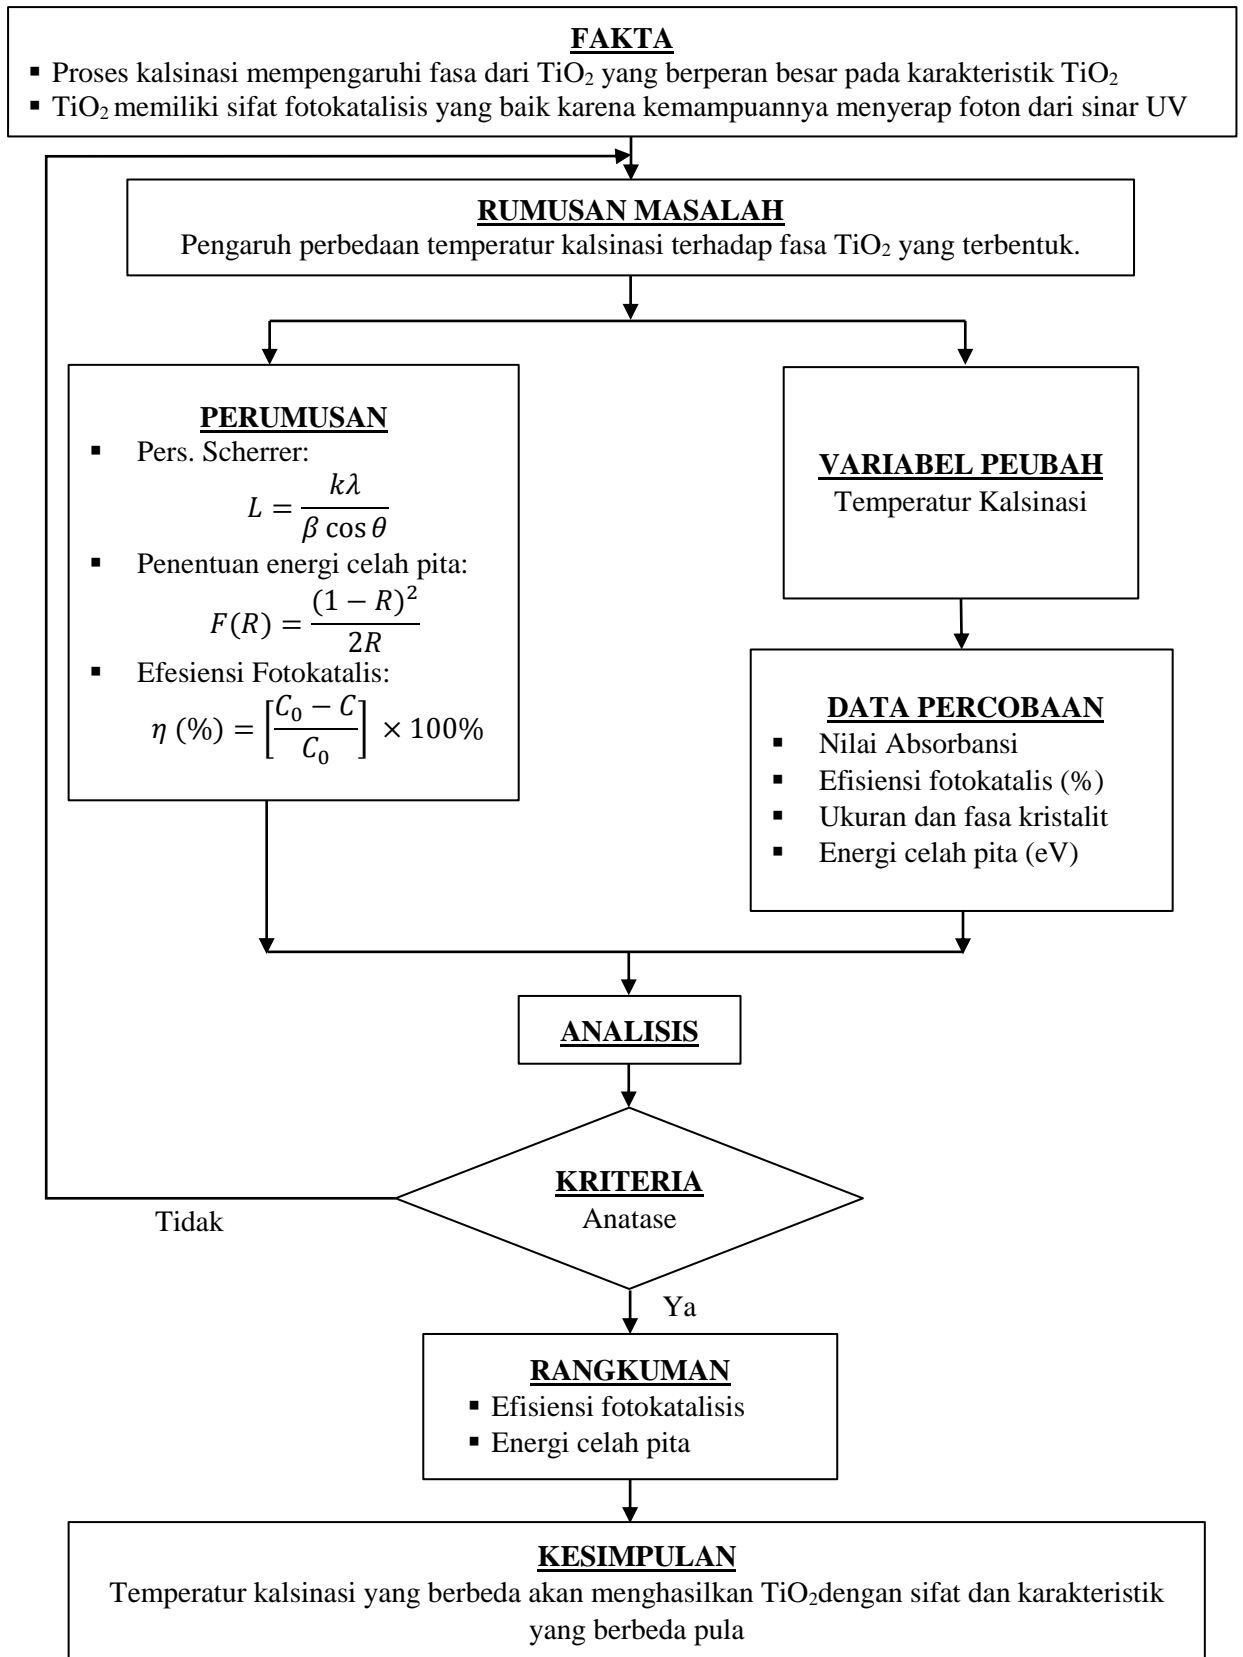 FAKTA
▪ Proses kalsinasi mempengaruhi fasa dari TiO₂ yang berperan besar pada karakteristik TiO₂
▪ TiO₂ memiliki sifat fotokatalisis yang baik karena kemampuannya menyerap foton dari sinar UV
RUMUSAN MASALAH
Pengaruh perbedaan temperatur kalsinasi terhadap fasa TiO₂ yang terbentuk.
PERUMUSAN
▪ Pers. Scherrer:
L = kλ / β cos θ
▪ Penentuan energi celah pita:
F(R) = (1 − R)² / 2R
▪ Efesiensi Fotokatalis:
η (%) = [C₀ − C / C₀] × 100%
VARIABEL PEUBAH
Temperatur Kalsinasi
DATA PERCOBAAN
▪ Nilai Absorbansi
▪ Efisiensi fotokatalis (%)
▪ Ukuran dan fasa kristalit
▪ Energi celah pita (eV)
ANALISIS
KRITERIA
Anatase
Tidak
Ya
RANGKUMAN
▪ Efisiensi fotokatalisis
▪ Energi celah pita
KESIMPULAN
Temperatur kalsinasi yang berbeda akan menghasilkan TiO₂dengan sifat dan karakteristik
yang berbeda pula